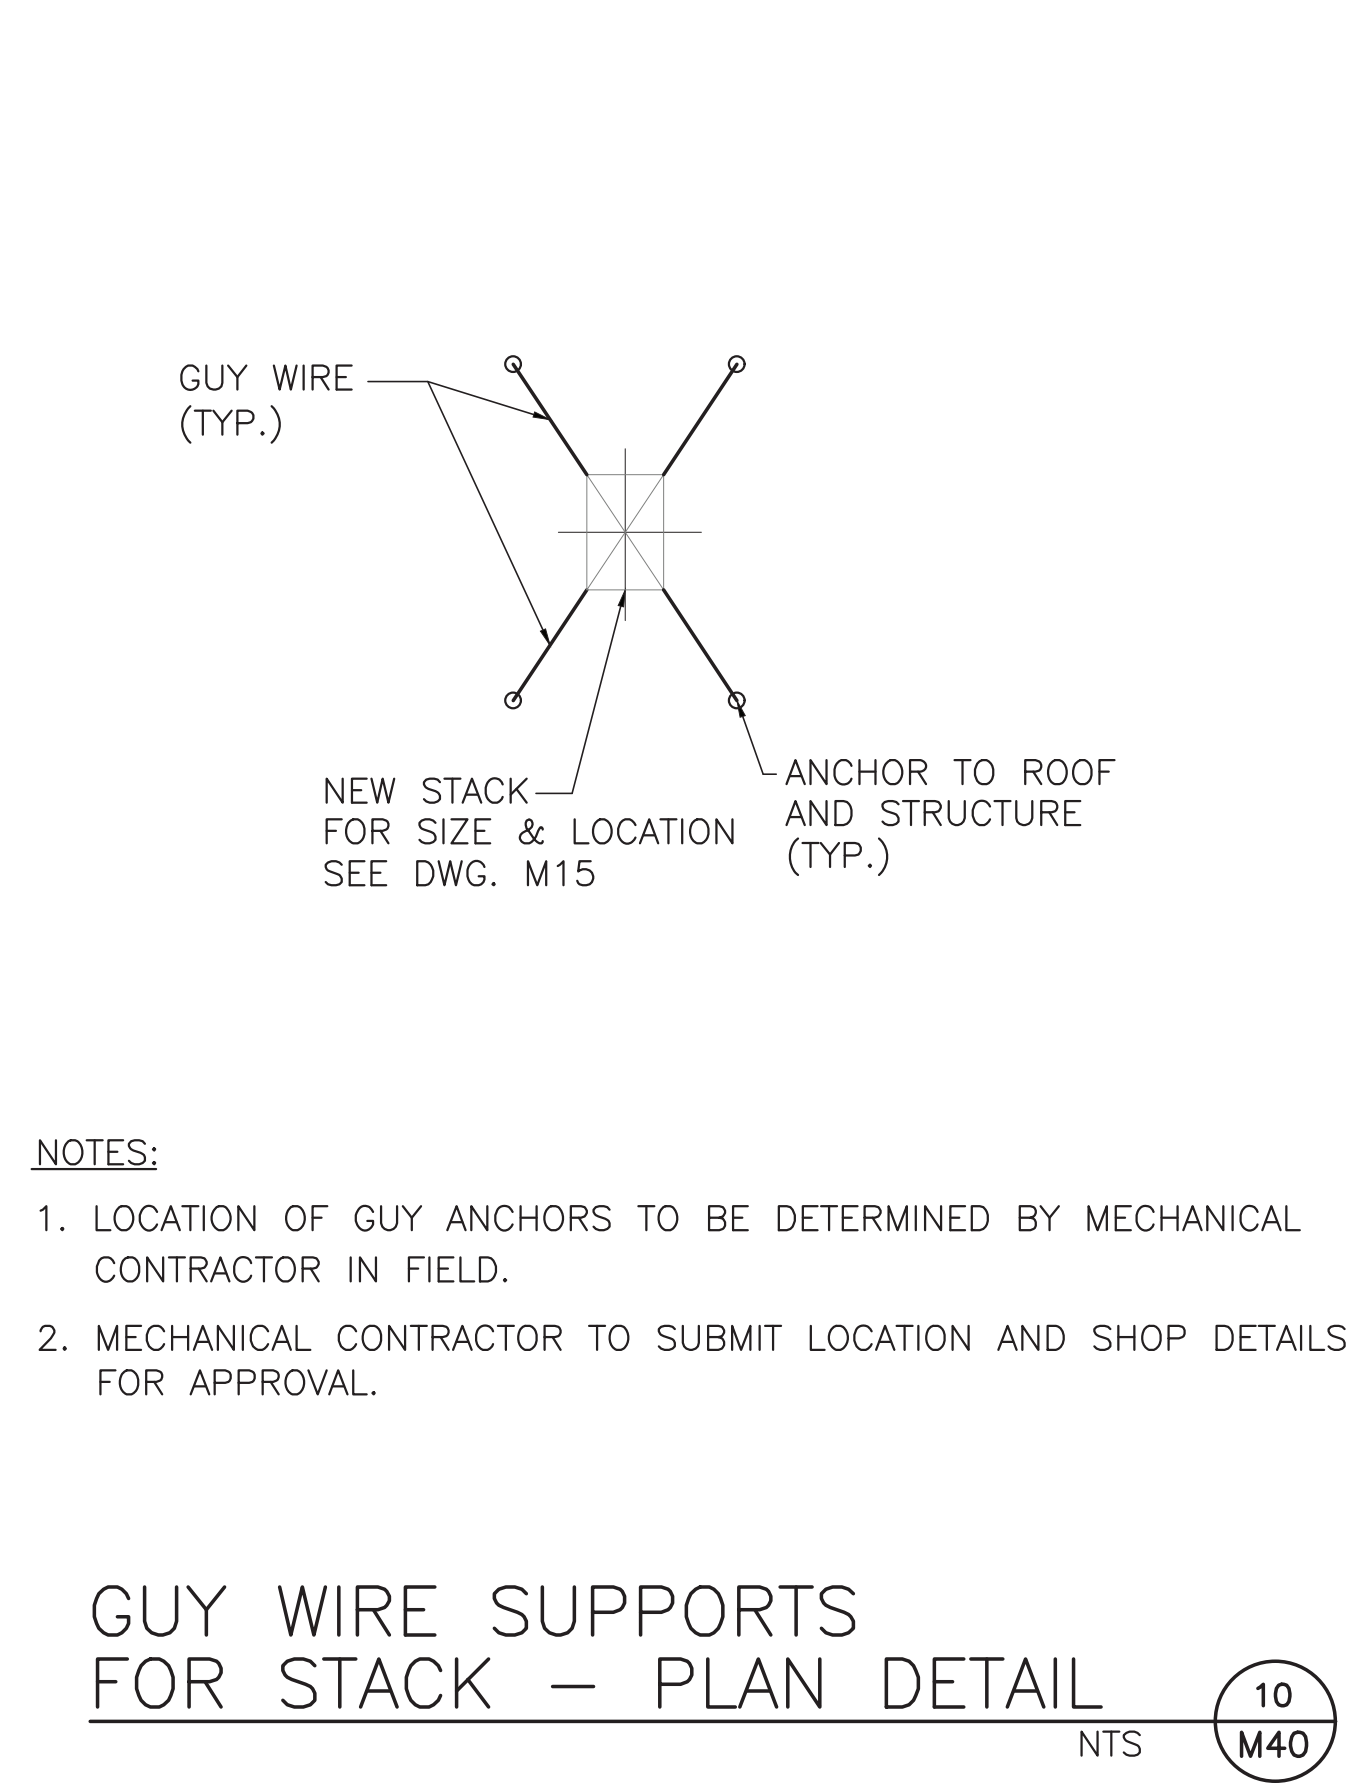 GUY WIRE
(TYP.)
NEW STACK
FOR SIZE & LOCATION
SEE DWG. M15
ANCHOR TO ROOF
AND STRUCTURE
(TYP.)
NOTES:
1. LOCATION OF GUY ANCHORS TO BE DETERMINED BY MECHANICAL
CONTRACTOR IN FIELD.
2. MECHANICAL CONTRACTOR TO SUBMIT LOCATION AND SHOP DETAILS
FOR APPROVAL.
GUY WIRE SUPPORTS
FOR STACK – PLAN DETAIL
NTS
10
M40